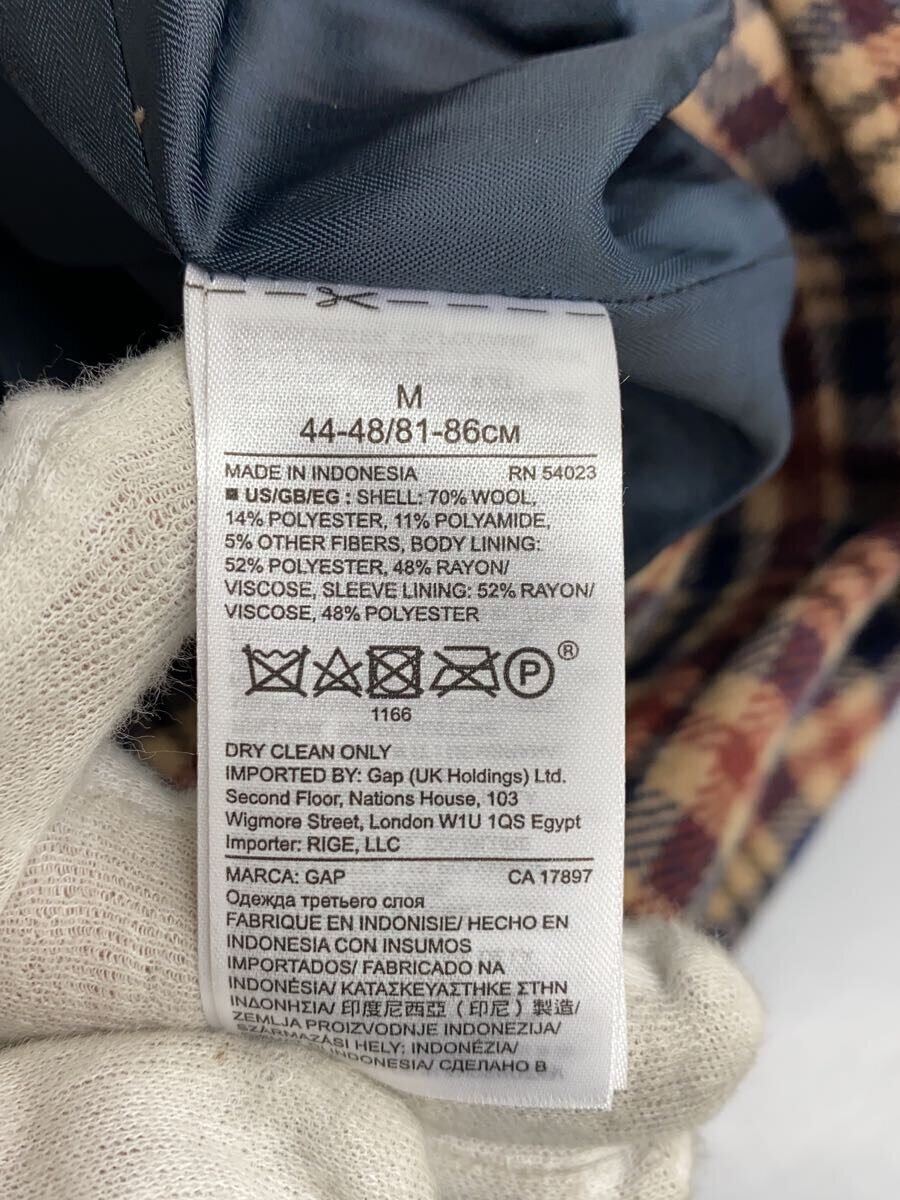 M
44-48/81-86CM
MADE IN INDONESIA RN 54023
US/GB/EG : SHELL: 70% WOOL,
14% POLYESTER, 11% POLYAMIDE,
5% OTHER FIBERS, BODY LINING:
52% POLYESTER, 48% RAYON/
VISCOSE, SLEEVE LINING: 52% RAYON/
VISCOSE, 48% POLYESTER
P ®
1166
DRY CLEAN ONLY
IMPORTED BY: Gap (UK Holdings) Ltd.
Second Floor, Nations House, 103
Wigmore Street, London W1U 1QS Egypt
Importer: RIGE, LLC
MARCA: GAP CA 17897
Одежда третьего слоя
FABRIQUE EN INDONISIE/ HECHO EN
INDONESIA CON INSUMOS
IMPORTADOS/ FABRICADO NA
INDONÉSIA/ ΚΑΤΑΣΚΕΥΑΣΤΗΚΕ ΣΤΗΝ
ΙΝΔΟΝΗΣΙΑ/ 印度尼西亞 (印尼) 製造/
ZEMLJA PROIZVODNJE INDONEZIJA/
SZÁRMAZÁSI HELY: INDONÉZIA/
INDONESIA/ СДЕЛАНО В